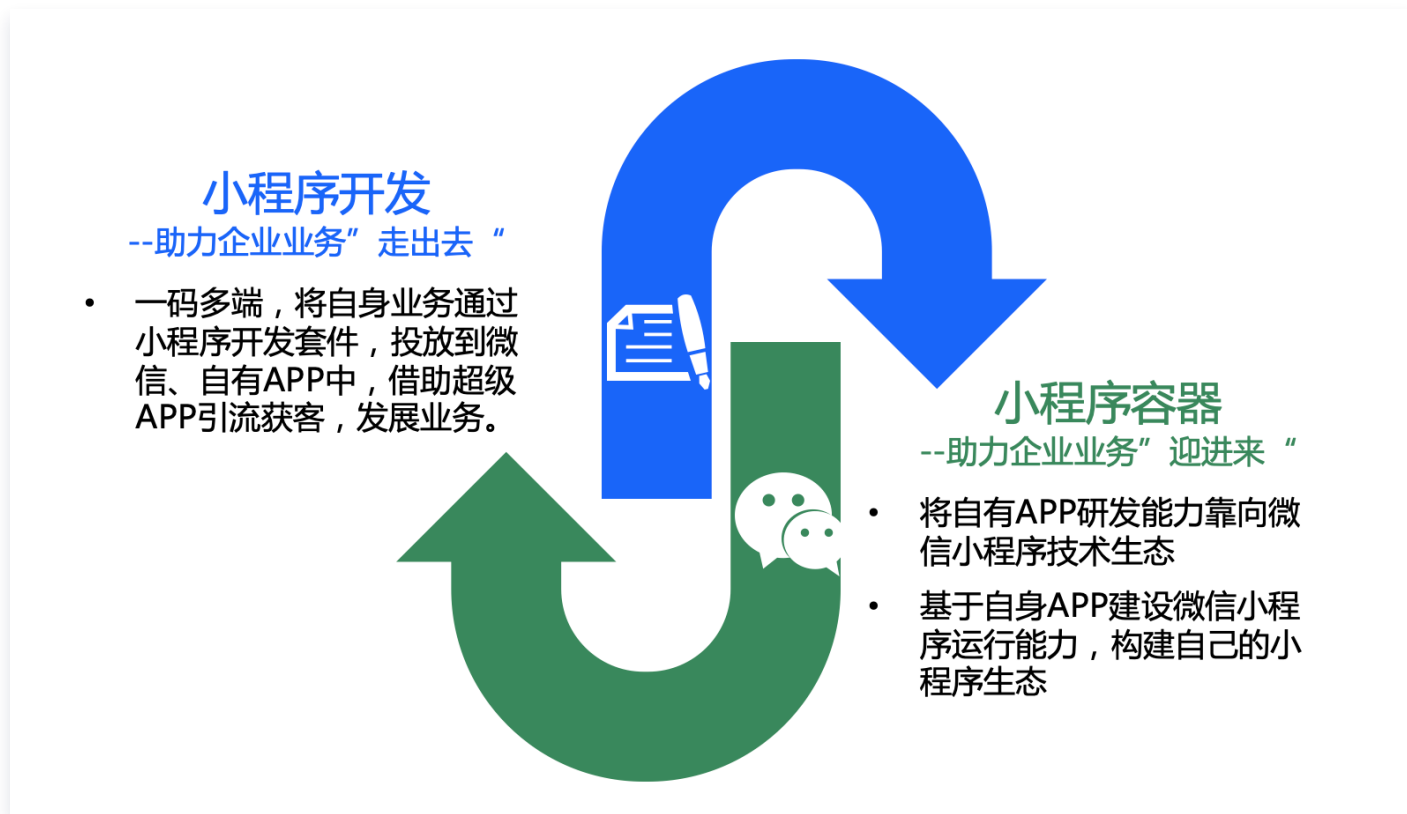 小程序开发
--助力企业业务”走出去“
• 一码多端，将自身业务通过
小程序开发套件，投放到微
信、自有APP中，借助超级
APP引流获客，发展业务。
小程序容器
--助力企业业务”迎进来“
• 将自有APP研发能力靠向微
信小程序技术生态
• 基于自身APP建设微信小程
序运行能力，构建自己的小
程序生态